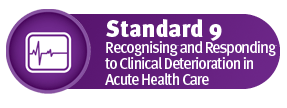 Standard 9
Recognising and Responding
to Clinical Deterioration in
Acute Health Care